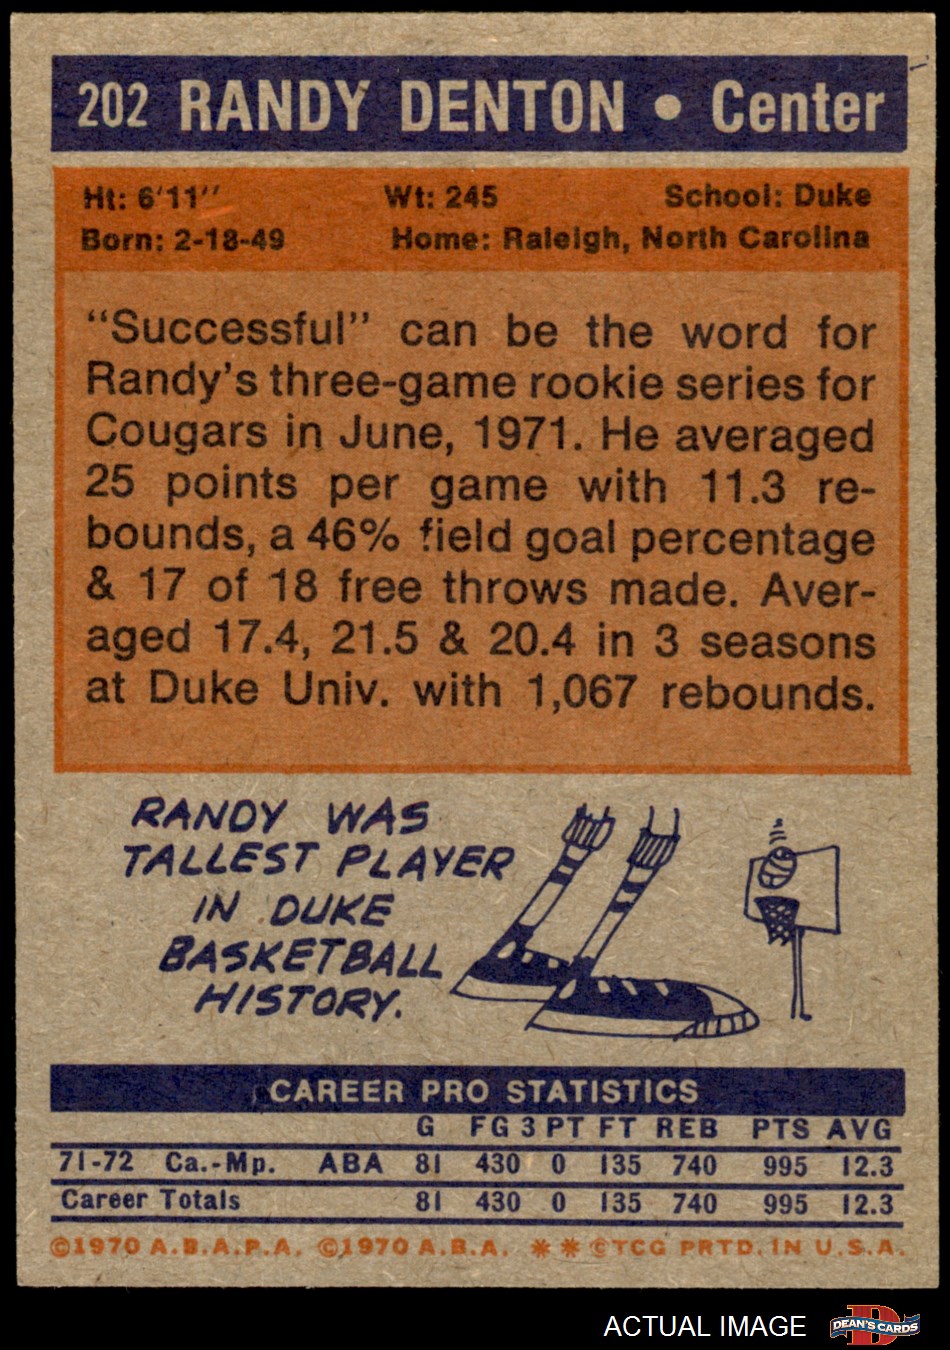 202 RANDY DENTON • Center
Ht: 6'11'' Wt: 245 School: Duke
Born: 2-18-49 Home: Raleigh, North Carolina
“Successful” can be the word for
Randy’s three-game rookie series for
Cougars in June, 1971. He averaged
25 points per game with 11.3 re-
bounds, a 46% field goal percentage
& 17 of 18 free throws made. Aver-
aged 17.4, 21.5 & 20.4 in 3 seasons
at Duke Univ. with 1,067 rebounds.
RANDY WAS
TALLEST PLAYER
IN DUKE
BASKETBALL
HISTORY.
CAREER PRO STATISTICS
G FG 3 PT FT REB PTS AVG
71-72 Ca.-Mp. ABA 81 430 0 135 740 995 12.3
Career Totals 81 430 0 135 740 995 12.3
©1970 A.B.A.P.A. ©1970 A.B.A. ** ©TCG PRTD. IN U.S.A.
ACTUAL IMAGE DEAN'S CARDS